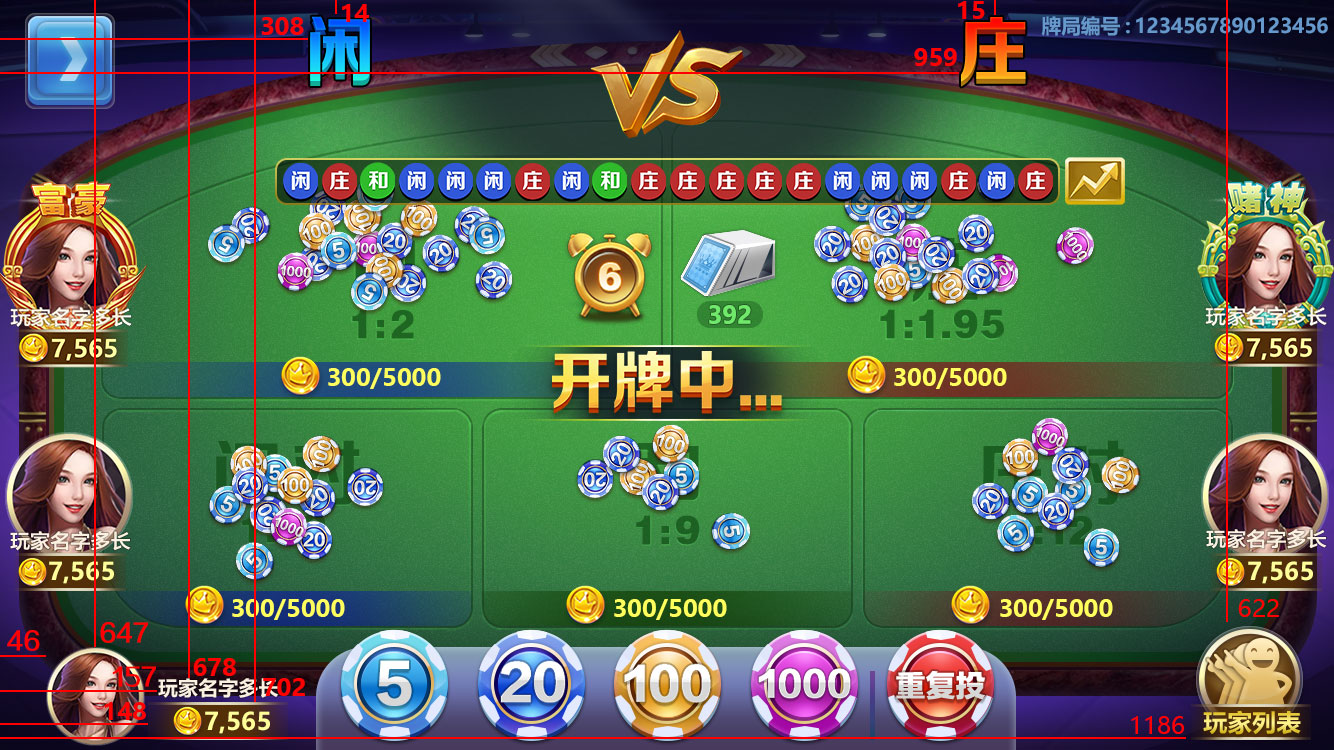 14
308
闲
VS
15
959
庄
牌局编号:1234567890123456
闲 庄 和 闲 闲 闲 庄 闲 和 庄 庄 庄 庄 庄 闲 闲 闲 庄 闲 庄
富豪
赌神
6
392
1:2
1:1.95
玩家名字多长
7,565
玩家名字多长
7,565
300/5000
300/5000
开牌中...
1:9
玩家名字多长
7,565
玩家名字多长
7,565
300/5000
300/5000
300/5000
622
46
647
157
678
玩家名字多长
702
148
7,565
5
20
100
1000
重复投
1186
玩家列表